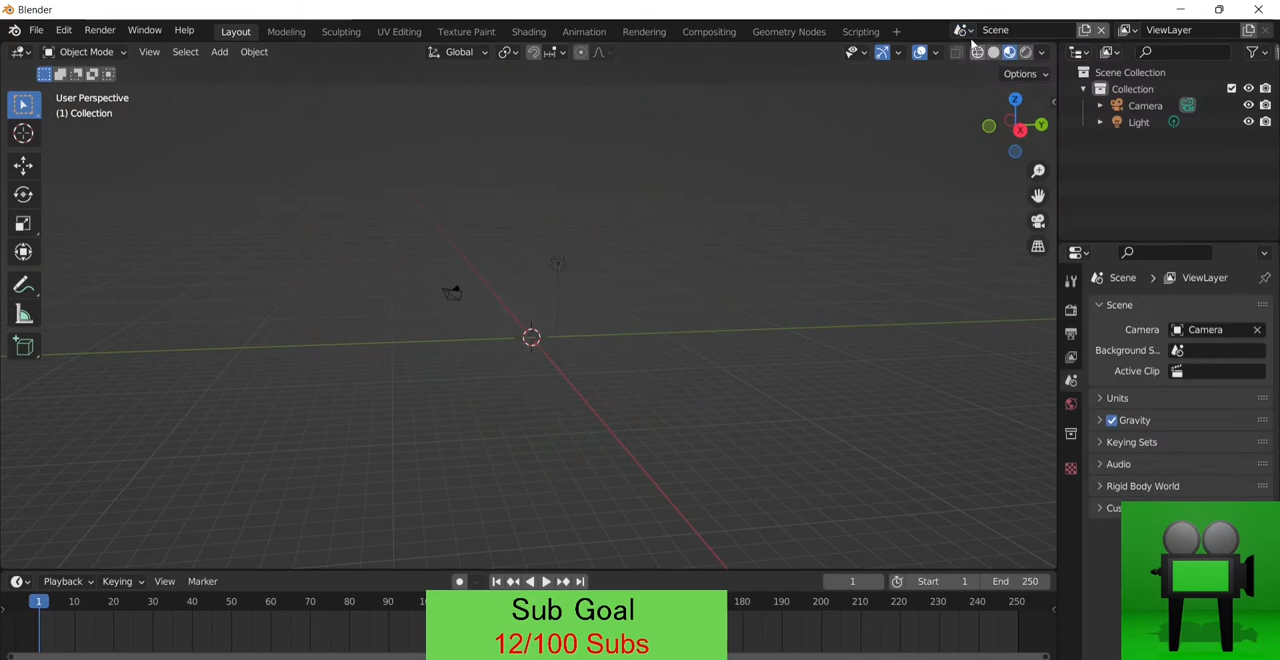 Blender
File Edit Render Window Help Layout Modeling Sculpting UV Editing Texture Paint Shading Animation Rendering Compositing Geometry Nodes Scripting + Scene ViewLayer
Object Mode View Select Add Object Global
Options
User Perspective
(1) Collection
Z
Y
X
Scene Collection
Collection
Camera
Light
Scene > ViewLayer
Scene
Camera Camera
Background S...
Active Clip
Units
Gravity
Keying Sets
Audio
Rigid Body World
Playback Keying View Marker 1 Start 1 End 250
1 10 20 30 40 50 60 70 80 90 180 190 200 210 220 230 240 250
Sub Goal
12/100 Subs